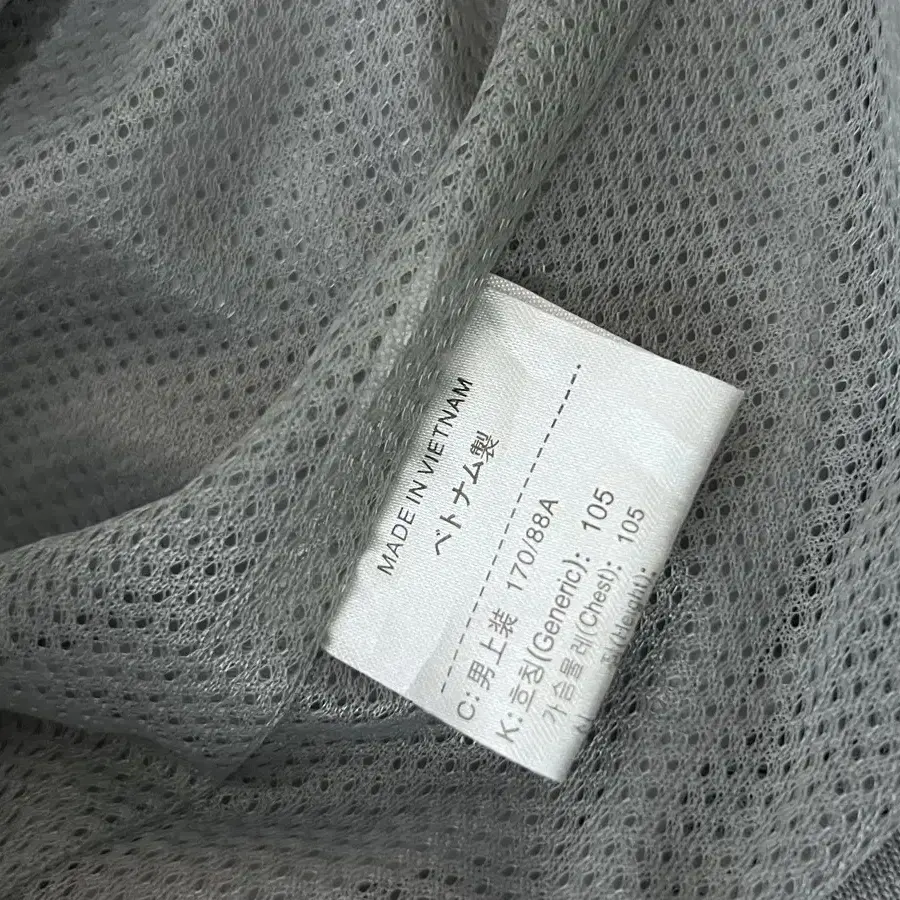 MADE IN VIETNAM
ベトナム製
C: 男上装 170/88A
K: 호칭(Generic): 105
가슴둘레(Chest): 105
(Height):